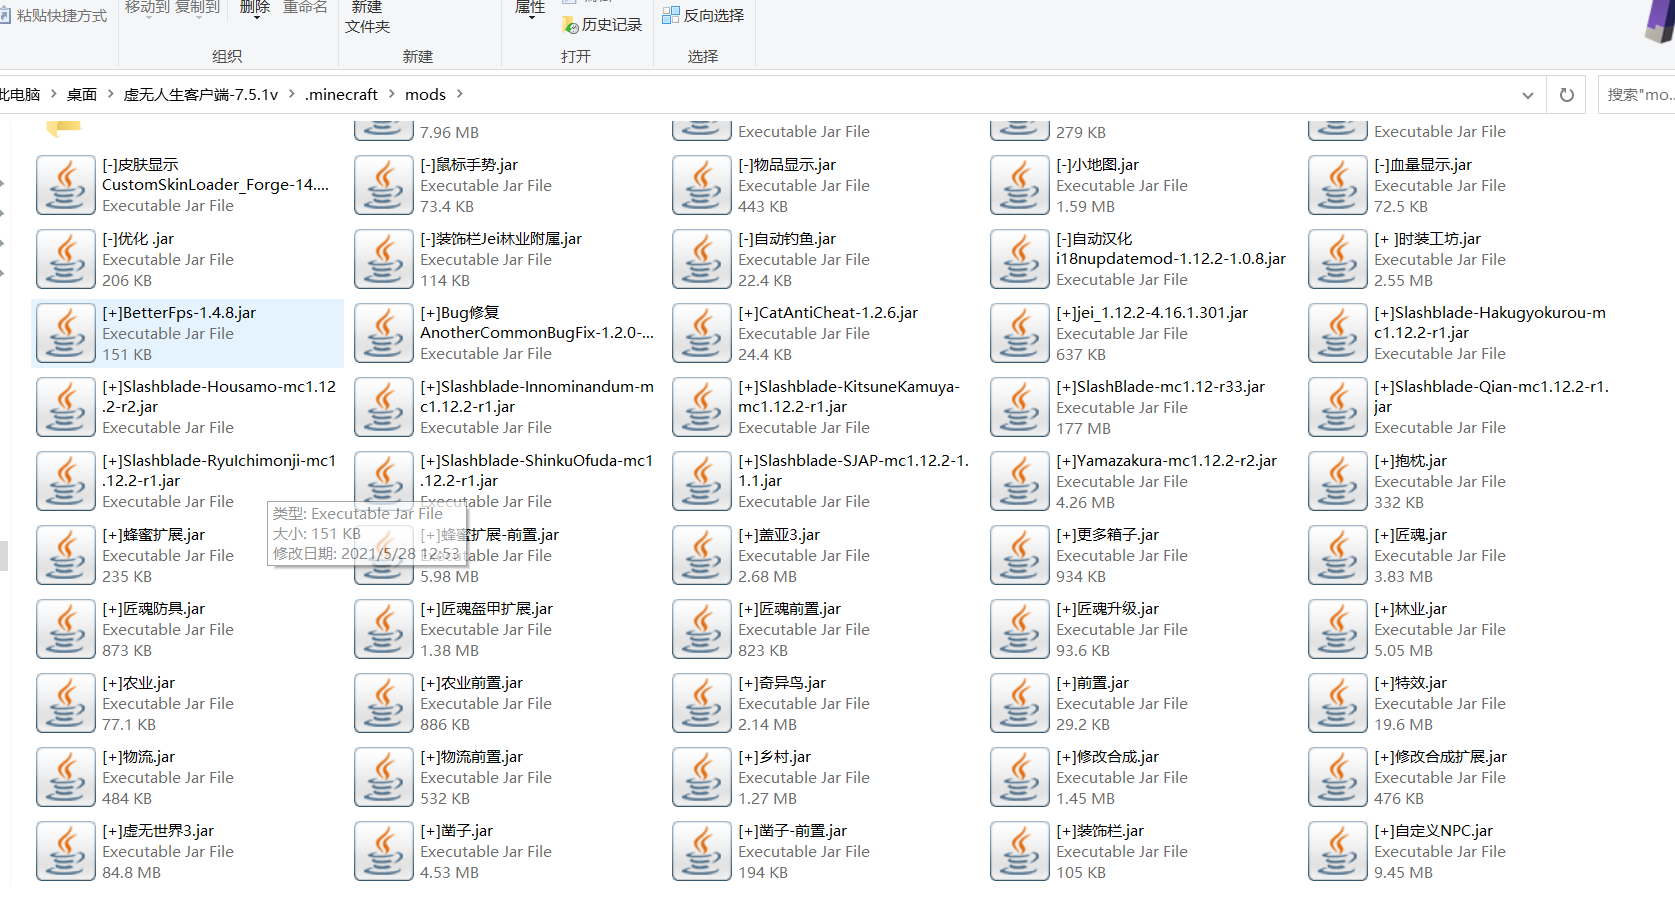 粘贴快捷方式
移动到 复制到
删除
重命名
新建
文件夹
属性
历史记录
反向选择
组织
新建
打开
选择
此电脑 > 桌面 > 虚无人生客户端-7.5.1v > .minecraft > mods >
搜索"mo...
7.96 MB
Executable Jar File
279 KB
Executable Jar File
[-]皮肤显示
CustomSkinLoader_Forge-14....
Executable Jar File
[-]鼠标手势.jar
Executable Jar File
73.4 KB
[-]物品显示.jar
Executable Jar File
443 KB
[-]小地图.jar
Executable Jar File
1.59 MB
[-]血量显示.jar
Executable Jar File
72.5 KB
[-]优化 .jar
Executable Jar File
206 KB
[-]装饰栏Jei林业附属.jar
Executable Jar File
114 KB
[-]自动钓鱼.jar
Executable Jar File
22.4 KB
[-]自动汉化
i18nupdatemod-1.12.2-1.0.8.jar
Executable Jar File
[+ ]时装工坊.jar
Executable Jar File
2.55 MB
[+]BetterFps-1.4.8.jar
Executable Jar File
151 KB
[+]Bug修复
AnotherCommonBugFix-1.2.0-...
Executable Jar File
[+]CatAntiCheat-1.2.6.jar
Executable Jar File
24.4 KB
[+]jei_1.12.2-4.16.1.301.jar
Executable Jar File
637 KB
[+]Slashblade-Hakugyokurou-m
c1.12.2-r1.jar
Executable Jar File
[+]Slashblade-Housamo-mc1.12
.2-r2.jar
Executable Jar File
[+]Slashblade-Innominandum-m
c1.12.2-r1.jar
Executable Jar File
[+]Slashblade-KitsuneKamuya-
mc1.12.2-r1.jar
Executable Jar File
[+]SlashBlade-mc1.12-r33.jar
Executable Jar File
177 MB
[+]Slashblade-Qian-mc1.12.2-r1.
jar
Executable Jar File
[+]Slashblade-RyuIchimonji-mc1
.12.2-r1.jar
Executable Jar File
[+]Slashblade-ShinkuOfuda-mc1
.12.2-r1.jar
Executable Jar File
[+]Slashblade-SJAP-mc1.12.2-1.
1.1.jar
Executable Jar File
[+]Yamazakura-mc1.12.2-r2.jar
Executable Jar File
4.26 MB
[+]抱枕.jar
Executable Jar File
332 KB
类型: Executable Jar File
大小: 151 KB
修改日期: 2021/5/28 12:53
[+]蜂蜜扩展.jar
Executable Jar File
235 KB
[+]蜂蜜扩展-前置.jar
Executable Jar File
5.98 MB
[+]盖亚3.jar
Executable Jar File
2.68 MB
[+]更多箱子.jar
Executable Jar File
934 KB
[+]匠魂.jar
Executable Jar File
3.83 MB
[+]匠魂防具.jar
Executable Jar File
873 KB
[+]匠魂盔甲扩展.jar
Executable Jar File
1.38 MB
[+]匠魂前置.jar
Executable Jar File
823 KB
[+]匠魂升级.jar
Executable Jar File
93.6 KB
[+]林业.jar
Executable Jar File
5.05 MB
[+]农业.jar
Executable Jar File
77.1 KB
[+]农业前置.jar
Executable Jar File
886 KB
[+]奇异鸟.jar
Executable Jar File
2.14 MB
[+]前置.jar
Executable Jar File
29.2 KB
[+]特效.jar
Executable Jar File
19.6 MB
[+]物流.jar
Executable Jar File
484 KB
[+]物流前置.jar
Executable Jar File
532 KB
[+]乡村.jar
Executable Jar File
1.27 MB
[+]修改合成.jar
Executable Jar File
1.45 MB
[+]修改合成扩展.jar
Executable Jar File
476 KB
[+]虚无世界3.jar
Executable Jar File
84.8 MB
[+]凿子.jar
Executable Jar File
4.53 MB
[+]凿子-前置.jar
Executable Jar File
194 KB
[+]装饰栏.jar
Executable Jar File
105 KB
[+]自定义NPC.jar
Executable Jar File
9.45 MB